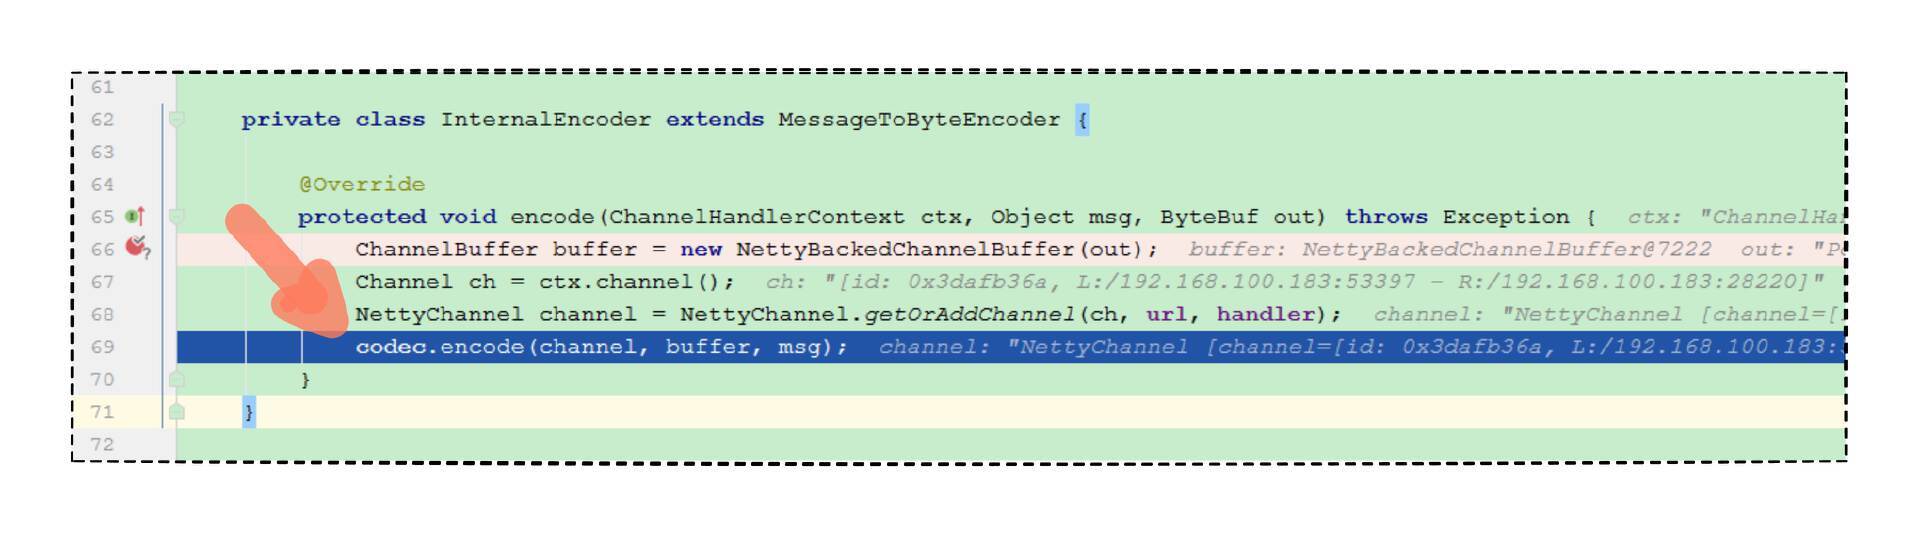 61
62 private class InternalEncoder extends MessageToByteEncoder {
63
64 @Override
65 protected void encode(ChannelHandlerContext ctx, Object msg, ByteBuf out) throws Exception { ctx: "ChannelHa
66 ChannelBuffer buffer = new NettyBackedChannelBuffer(out); buffer: NettyBackedChannelBuffer@7222 out: "P
67 Channel ch = ctx.channel(); ch: "[id: 0x3dafb36a, L:/192.168.100.183:53397 - R:/192.168.100.183:28220]"
68 NettyChannel channel = NettyChannel.getOrAddChannel(ch, url, handler); channel: "NettyChannel [channel=[
69 codec.encode(channel, buffer, msg); channel: "NettyChannel [channel=[id: 0x3dafb36a, L:/192.168.100.183:
70 }
71 }
72